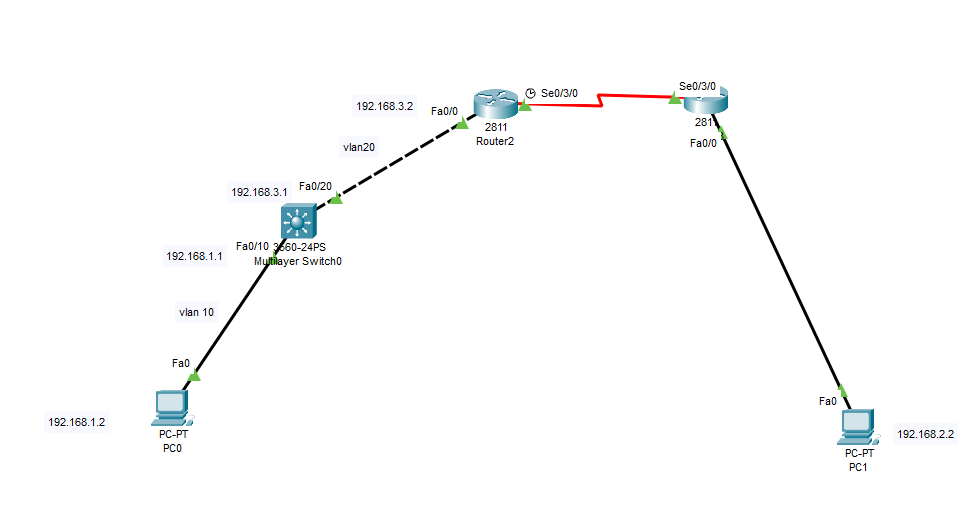 Se0/3/0
Se0/3/0
192.168.3.2
Fa0/0
2811
Router2
Fa0/0
vlan20
Fa0/20
192.168.3.1
Fa0/10
3560-24PS
192.168.1.1
Multilayer Switch0
vlan 10
Fa0
192.168.1.2
PC-PT
PC0
Fa0
192.168.2.2
PC-PT
PC1